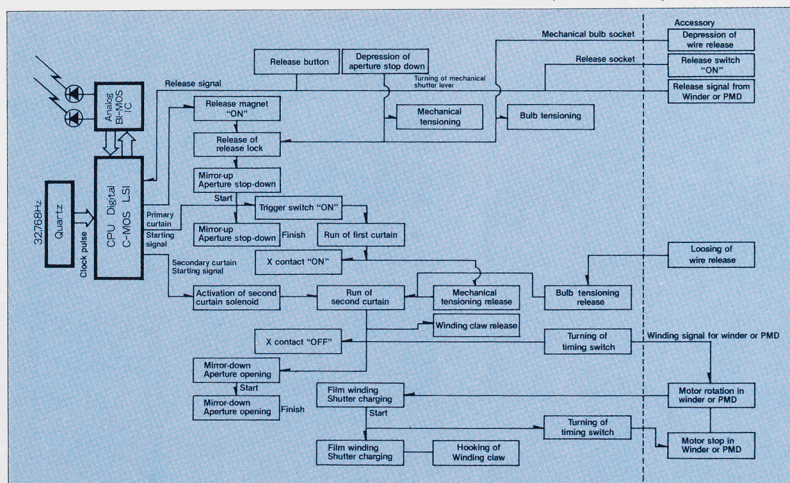 Accessory
Mechanical bulb socket
Depression of
wire release
Release button
Depression of
aperture stop down
Release socket
Release switch
"ON"
Turning of mechanical
shutter lever
Release signal
Release signal from
Winder or PMD
Analog
BI-MOS
IC
Release magnet
"ON"
Mechanical
tensioning
Bulb tensioning
Release of
release lock
Mirror-up
Aperture stop-down
Start
32.768Hz
Quartz
Clock pulse
CPU Digital
C-MOS LSI
Primary
curtain
Starting
signal
Trigger switch "ON"
Mirror-up
Aperture stop-down
Finish
Run of first curtain
X contact "ON"
Loosing of
wire release
Secondary curtain
Starting signal
Activation of second
curtain solenoid
Run of
second curtain
Mechanical
tensioning release
Bulb tensioning
release
Winding claw release
X contact "OFF"
Turning of
timing switch
Winding signal for winder or PMD
Mirror-down
Aperture opening
Start
Mirror-down
Aperture opening
Finish
Film winding
Shutter charging
Start
Motor rotation in
winder or PMD
Turning of
timing switch
Film winding
Shutter charging
Hooking of
Winding claw
Motor stop in
Winder or PMD